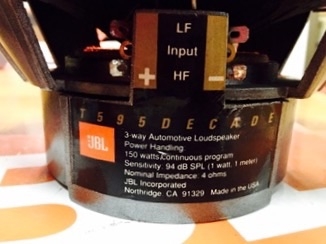 LF
Input
+ HF −
T595 DECADE
JBL
3-way Automotive Loudspeaker
Power Handling
150 watts continuous program
Sensitivity 94 dB SPL (1 watt, 1 meter)
Nominal Impedance: 4 ohms
JBL Incorporated
Northridge CA 91329 Made in the USA